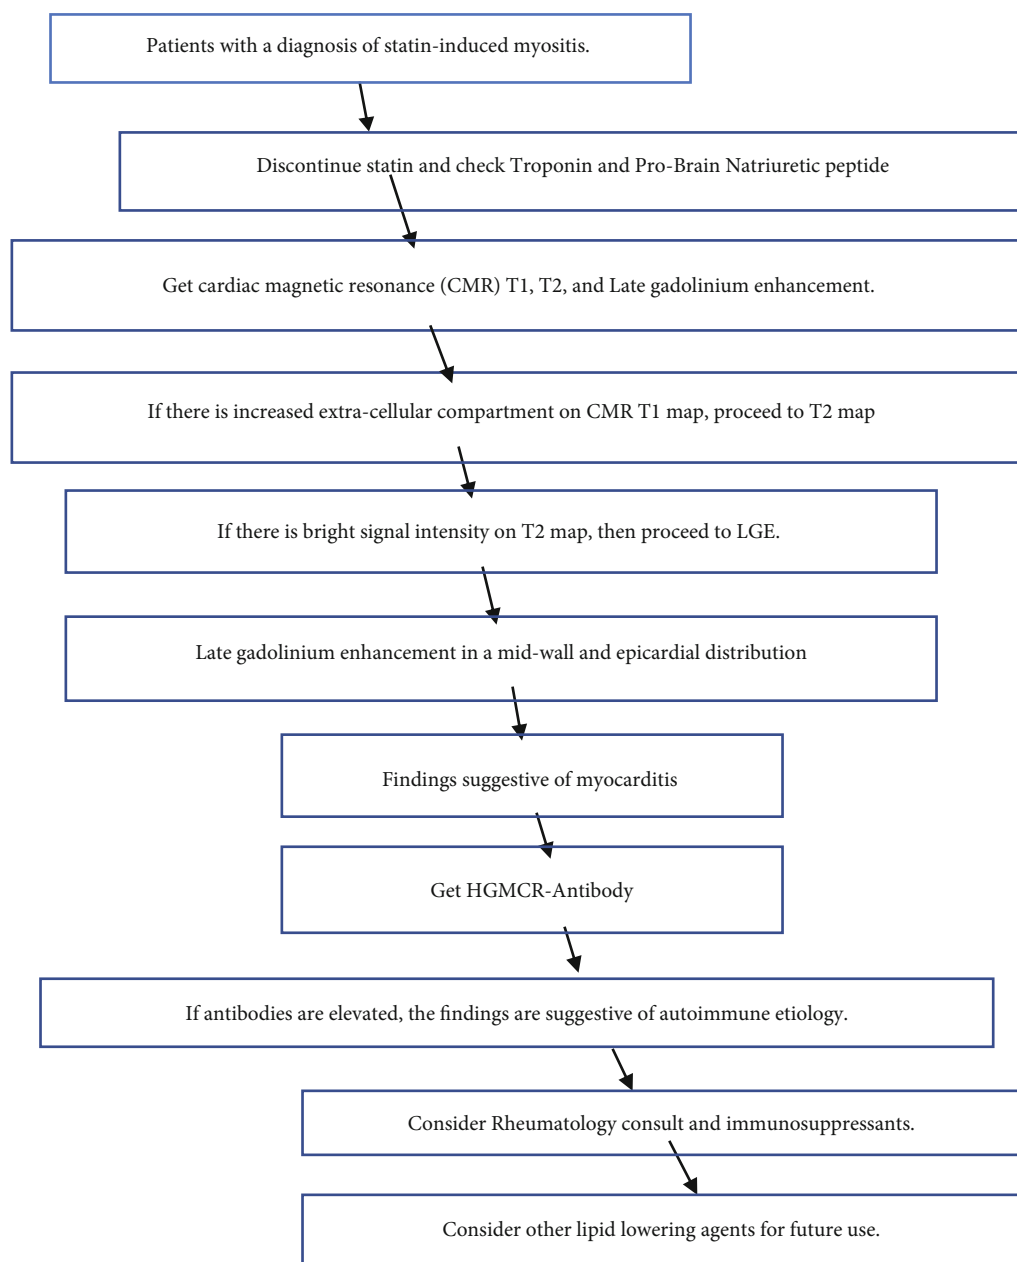 Patients with a diagnosis of statin-induced myositis.
Discontinue statin and check Troponin and Pro-Brain Natriuretic peptide
Get cardiac magnetic resonance (CMR) T1, T2, and Late gadolinium enhancement.
If there is increased extra-cellular compartment on CMR T1 map, proceed to T2 map
If there is bright signal intensity on T2 map, then proceed to LGE.
Late gadolinium enhancement in a mid-wall and epicardial distribution
Findings suggestive of myocarditis
Get HGMCR-Antibody
If antibodies are elevated, the findings are suggestive of autoimmune etiology.
Consider Rheumatology consult and immunosuppressants.
Consider other lipid lowering agents for future use.